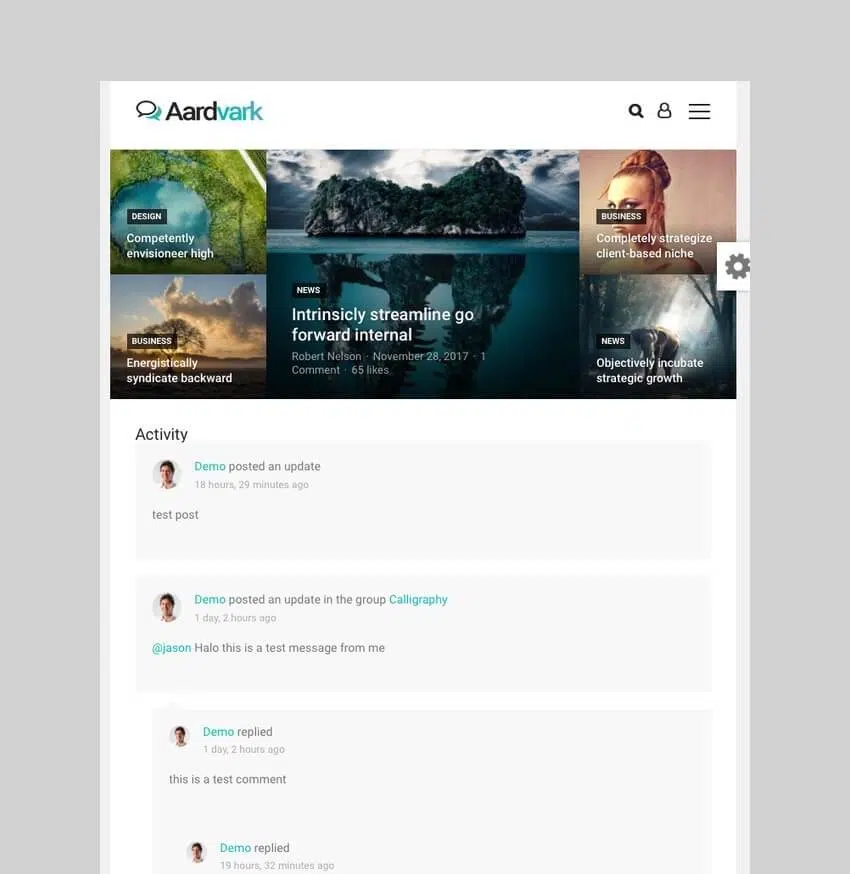 Aardvark
DESIGN
Competently
envisioneer high
BUSINESS
Energistically
syndicate backward
NEWS
Intrinsicly streamline go
forward internal
Robert Nelson · November 28, 2017 · 1
Comment · 65 likes
BUSINESS
Completely strategize
client-based niche
NEWS
Objectively incubate
strategic growth
Activity
Demo posted an update
18 hours, 29 minutes ago
test post
Demo posted an update in the group Calligraphy
1 day, 2 hours ago
@jason Halo this is a test message from me
Demo replied
1 day, 2 hours ago
this is a test comment
Demo replied
19 hours, 32 minutes ago